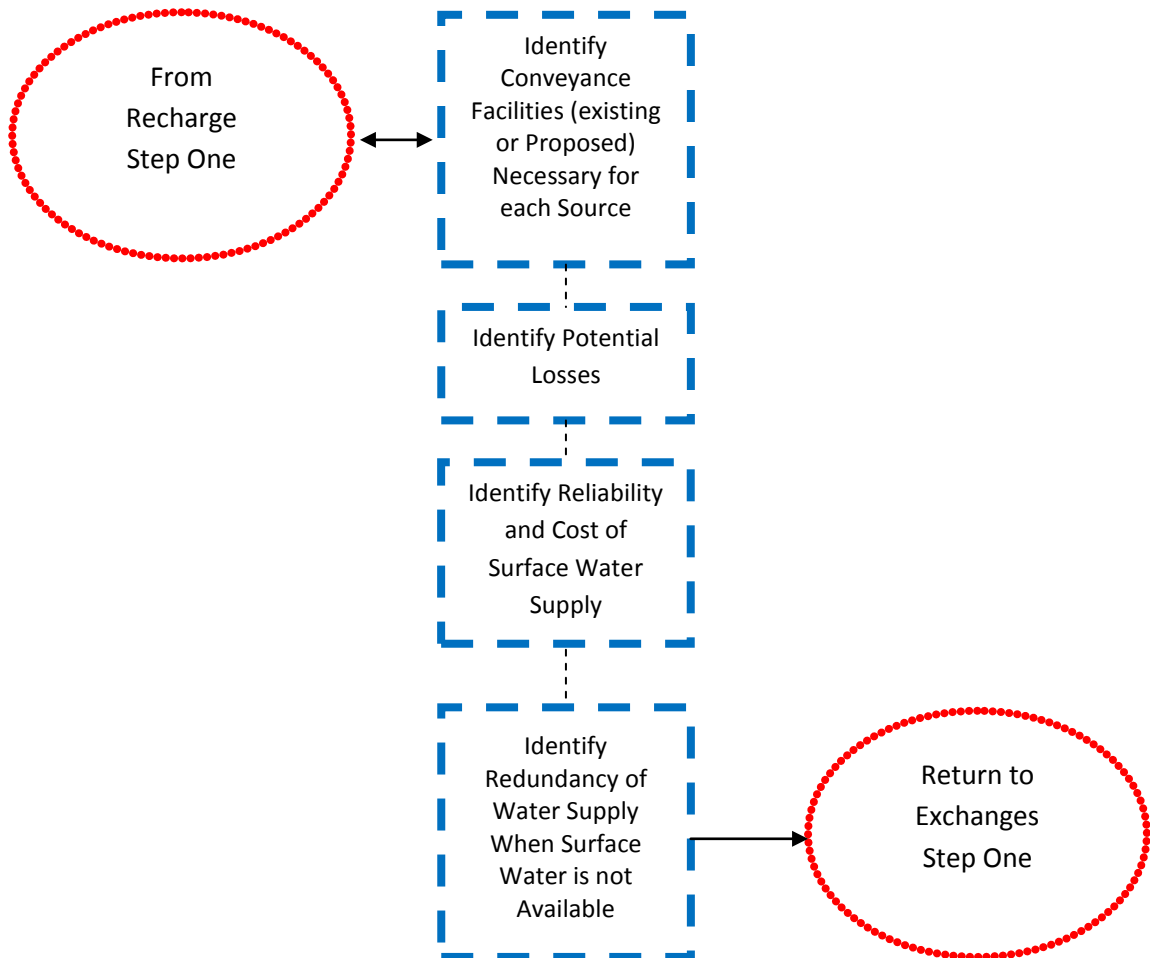 From
Recharge
Step One
Identify
Conveyance
Facilities (existing
or Proposed)
Necessary for
each Source
Identify Potential
Losses
Identify Reliability
and Cost of
Surface Water
Supply
Identify
Redundancy of
Water Supply
When Surface
Water is not
Available
Return to
Exchanges
Step One